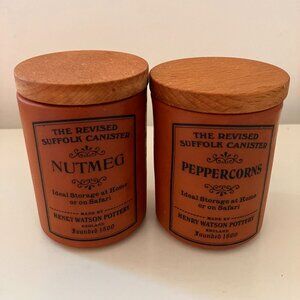 THE REVISED
SUFFOLK CANISTER
NUTMEG
Ideal Storage at Home
or on Safari
MADE BY
HENRY WATSON POTTERY
ENGLAND
Founded 1800
THE REVISED
SUFFOLK CANISTER
PEPPERCORNS
Ideal Storage at Home
or on Safari
MADE BY
HENRY WATSON POTTERY
ENGLAND
Founded 1800